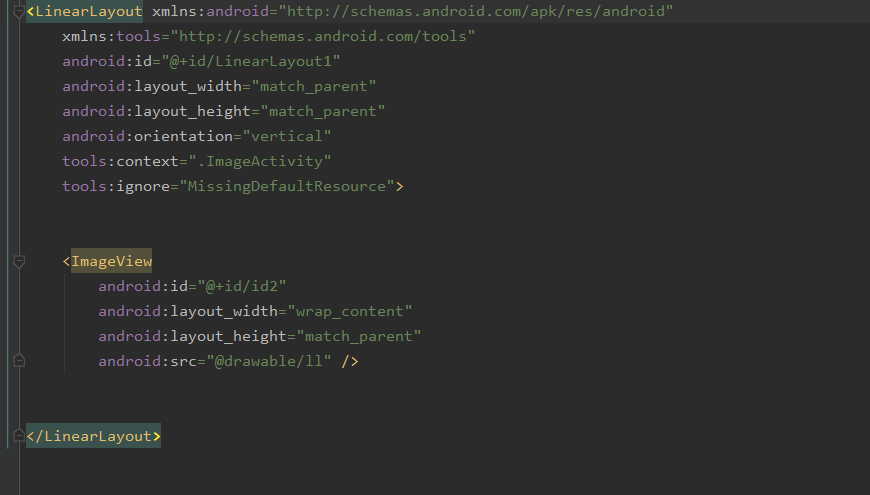 <LinearLayout xmlns:android="http://schemas.android.com/apk/res/android"
    xmlns:tools="http://schemas.android.com/tools"
    android:id="@+id/LinearLayout1"
    android:layout_width="match_parent"
    android:layout_height="match_parent"
    android:orientation="vertical"
    tools:context=".ImageActivity"
    tools:ignore="MissingDefaultResource">
    <ImageView
        android:id="@+id/id2"
        android:layout_width="wrap_content"
        android:layout_height="match_parent"
        android:src="@drawable/ll" />
</LinearLayout>